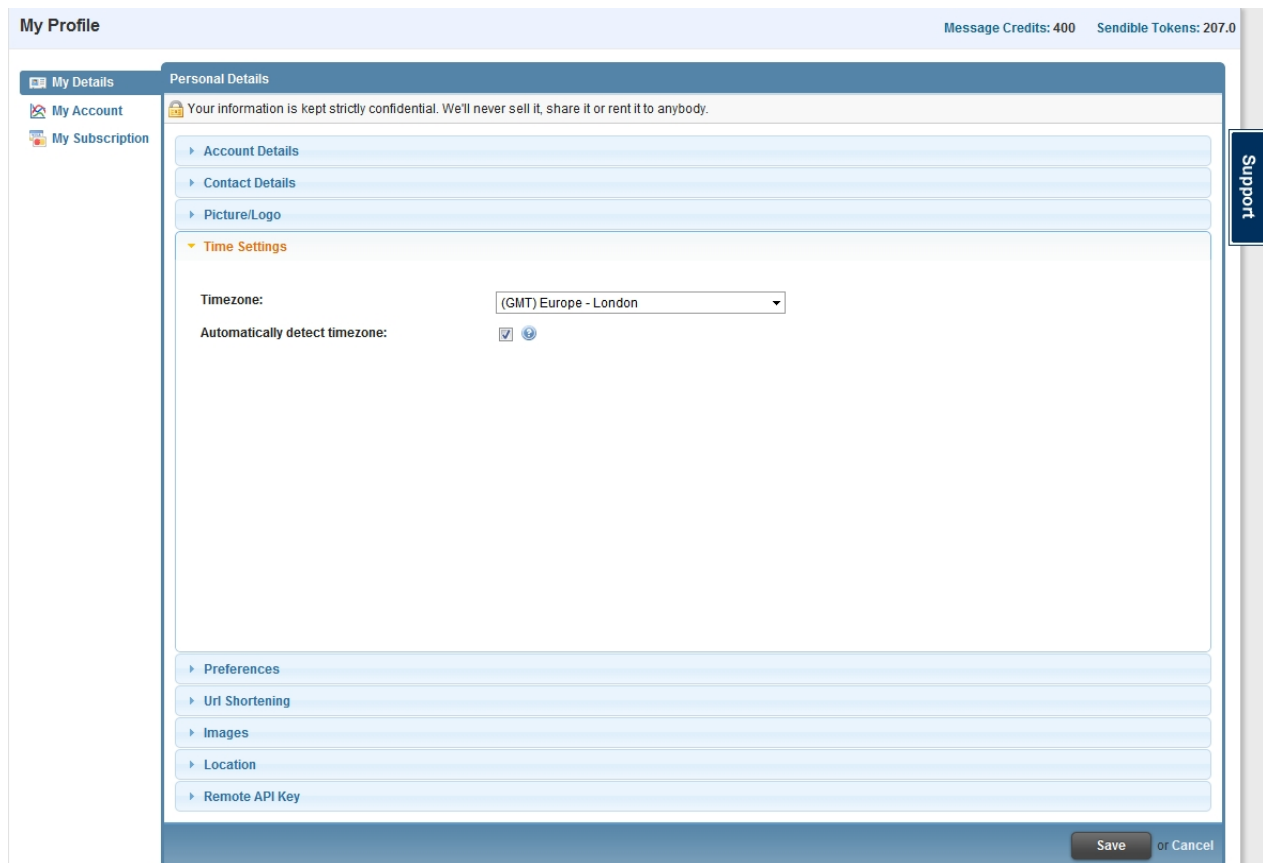 My Profile
Message Credits: 400 Sendible Tokens: 207.0
My Details
My Account
My Subscription
Personal Details
Your information is kept strictly confidential. We'll never sell it, share it or rent it to anybody.
Account Details
Contact Details
Picture/Logo
Time Settings
Timezone: (GMT) Europe - London
Automatically detect timezone:
Preferences
Url Shortening
Images
Location
Remote API Key
Save or Cancel
Support